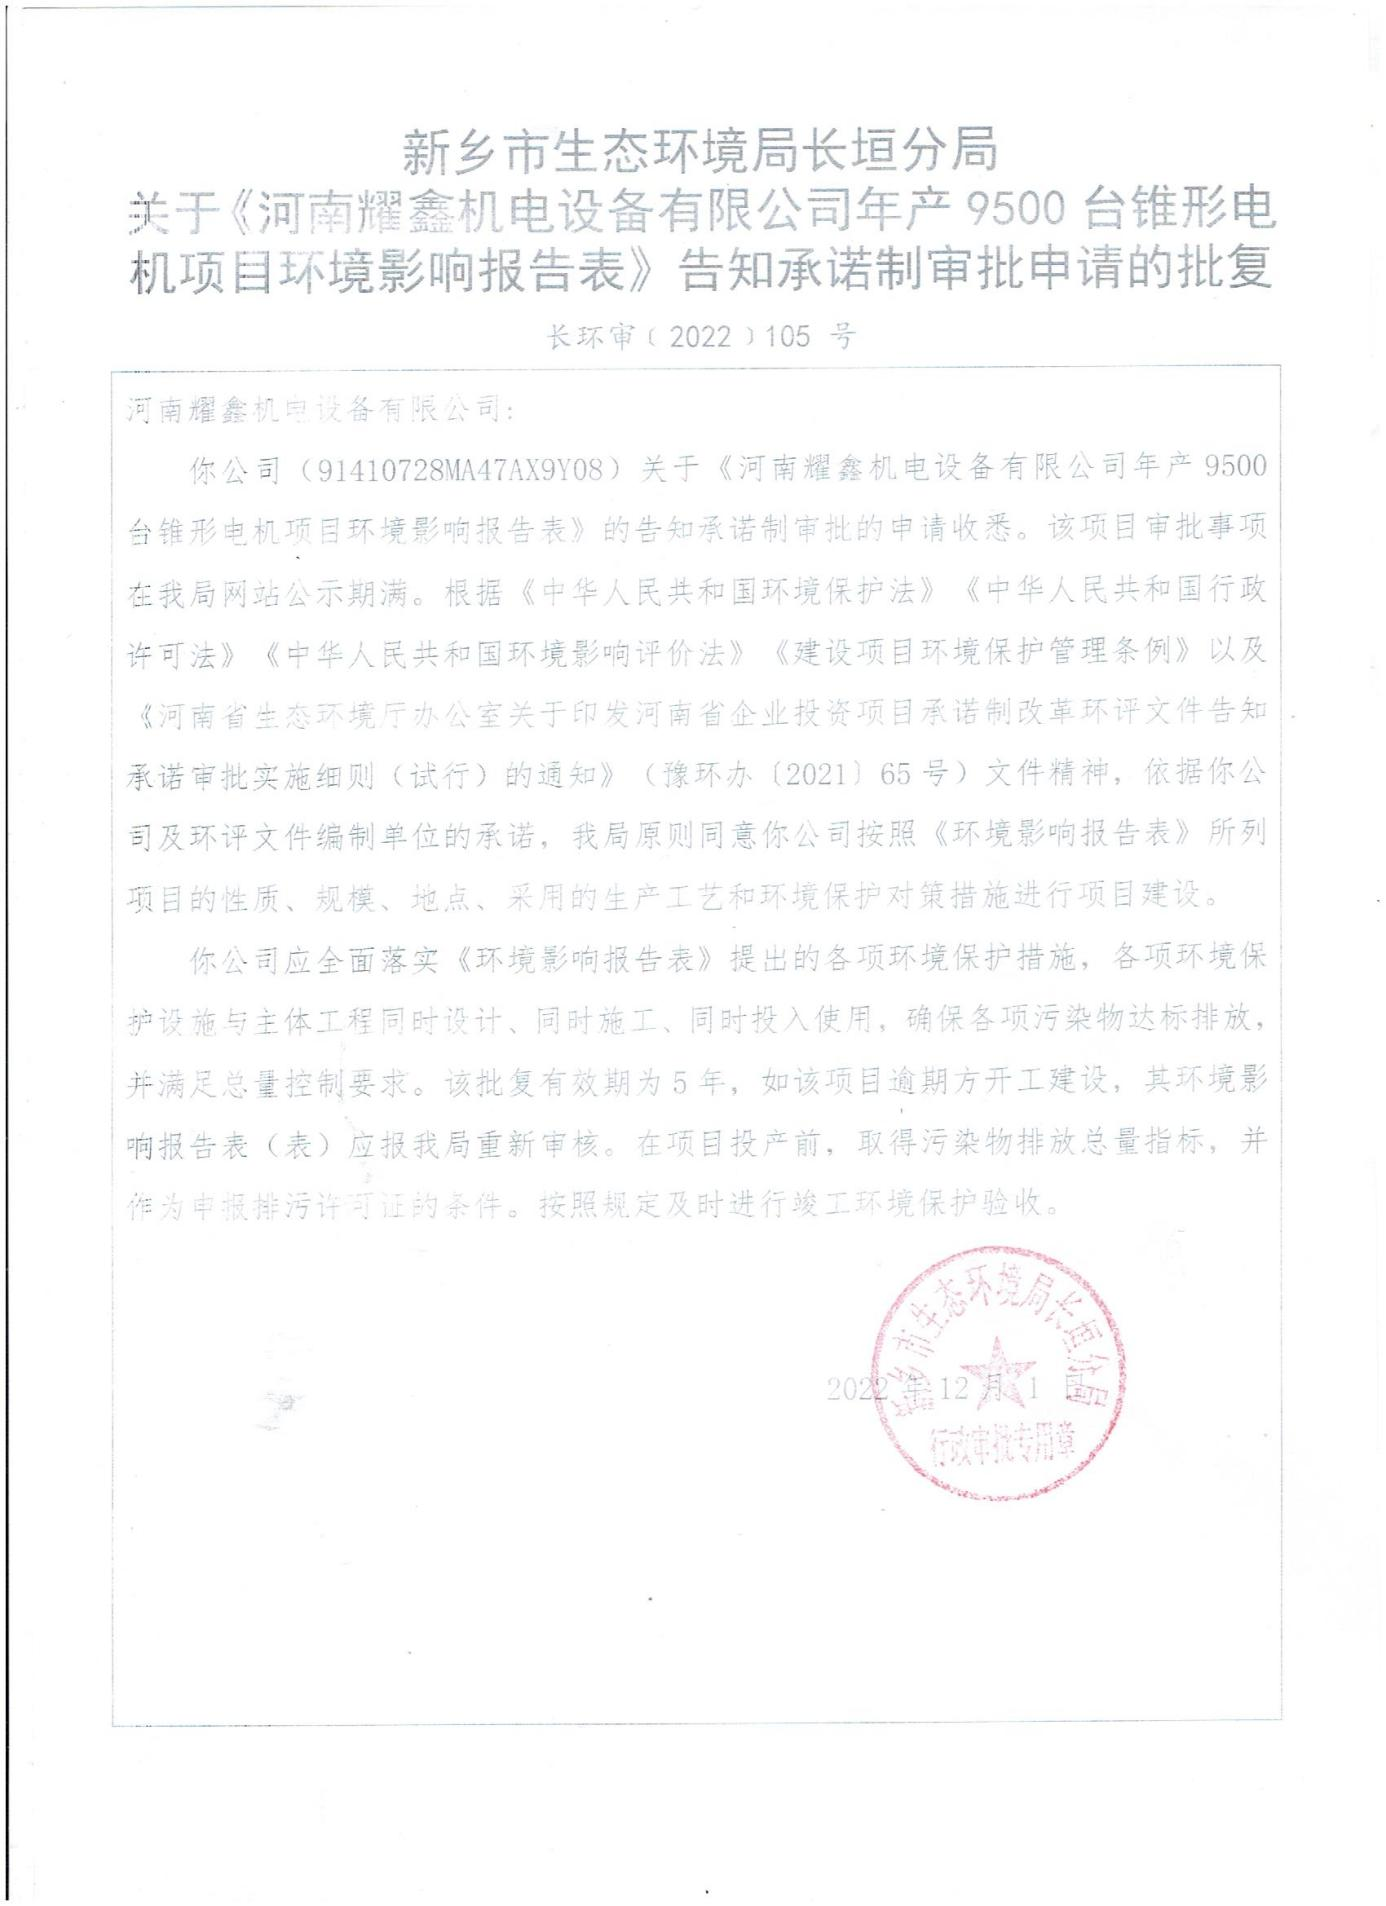 新乡市生态环境局长垣分局
关于《河南耀鑫机电设备有限公司年产 9500 台锥形电
机项目环境影响报告表》告知承诺制审批申请的批复
长环审﹝2022﹞105 号
河南耀鑫机电设备有限公司:
你公司（91410728MA47AX9Y08）关于《河南耀鑫机电设备有限公司年产 9500
台锥形电机项目环境影响报告表》的告知承诺制审批的申请收悉。该项目审批事项
在我局网站公示期满。根据《中华人民共和国环境保护法》《中华人民共和国行政
许可法》《中华人民共和国环境影响评价法》《建设项目环境保护管理条例》以及
《河南省生态环境厅办公室关于印发河南省企业投资项目承诺制改革环评文件告知
承诺审批实施细则（试行）的通知》（豫环办〔2021〕65 号）文件精神，依据你公
司及环评文件编制单位的承诺，我局原则同意你公司按照《环境影响报告表》所列
项目的性质、规模、地点、采用的生产工艺和环境保护对策措施进行项目建设。
你公司应全面落实《环境影响报告表》提出的各项环境保护措施，各项环境保
护设施与主体工程同时设计、同时施工、同时投入使用，确保各项污染物达标排放，
并满足总量控制要求。该批复有效期为 5 年，如该项目逾期方开工建设，其环境影
响报告表（表）应报我局重新审核。在项目投产前，取得污染物排放总量指标，并
作为申报排污许可证的条件。按照规定及时进行竣工环境保护验收。
新乡市生态环境局长垣分局
2022 年 12 月 1 日
行政审批专用章